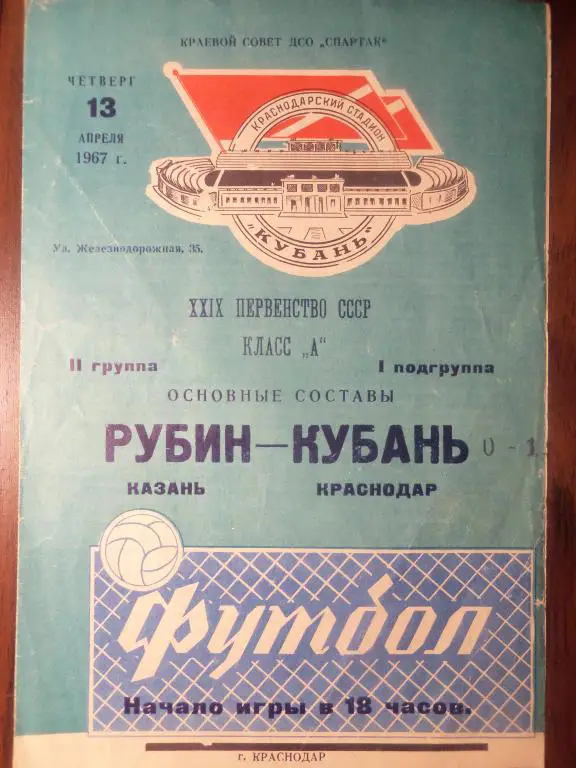 КРАЕВОЙ СОВЕТ ДСО „СПАРТАК“
ЧЕТВЕРГ
13
АПРЕЛЯ
1967 г.
КРАСНОДАРСКИЙ СТАДИОН
„КУБАНЬ“
Ул. Железнодорожная, 35.
XXIX ПЕРВЕНСТВО СССР
КЛАСС „А“
II группа I подгруппа
ОСНОВНЫЕ СОСТАВЫ
РУБИН—КУБАНЬ 0-1
КАЗАНЬ КРАСНОДАР
Футбол
Начало игры в 18 часов.
г. КРАСНОДАР